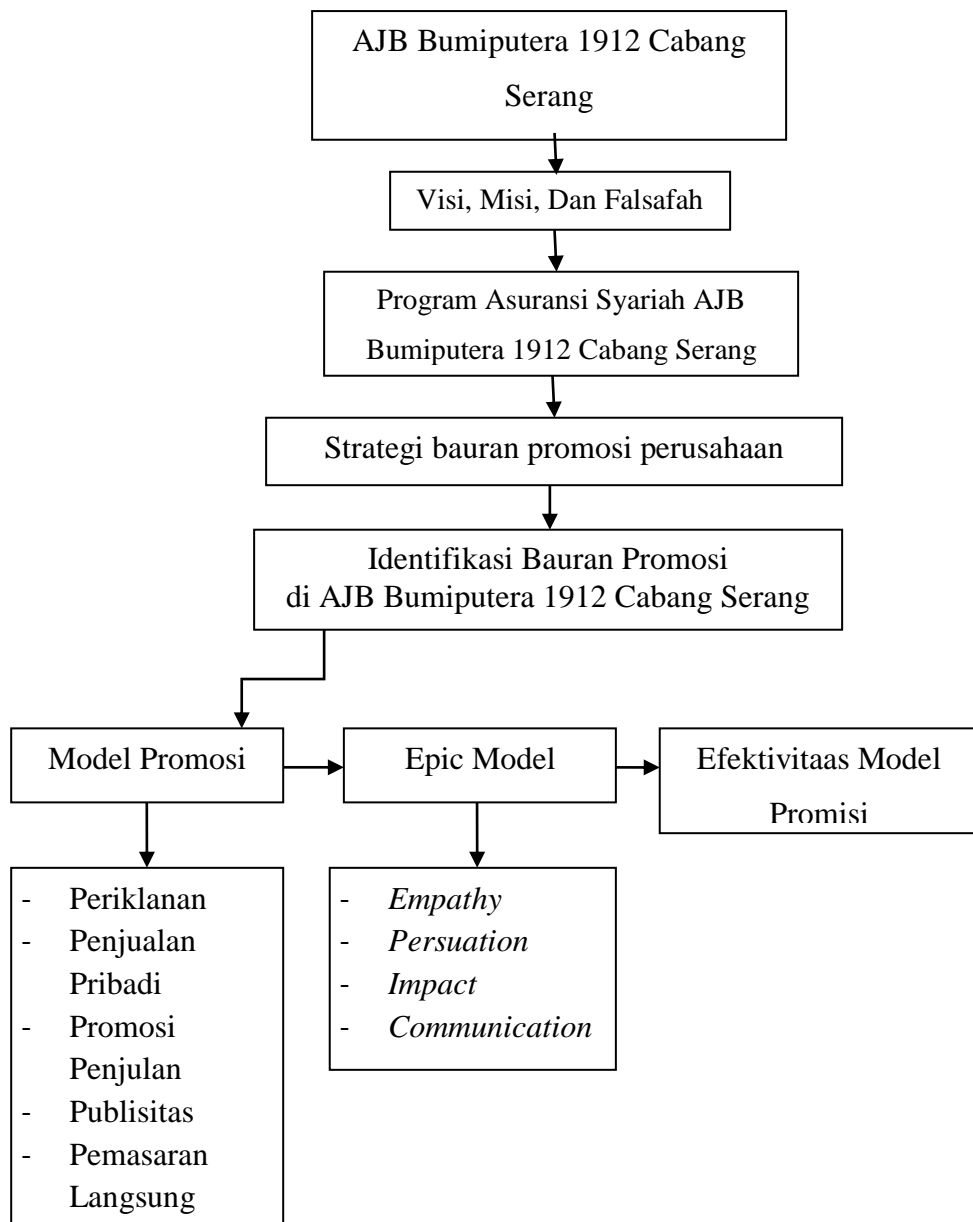 AJB Bumiputera 1912 Cabang
Serang
Visi, Misi, Dan Falsafah
Program Asuransi Syariah AJB
Bumiputera 1912 Cabang Serang
Strategi bauran promosi perusahaan
Identifikasi Bauran Promosi
di AJB Bumiputera 1912 Cabang Serang
Model Promosi
Epic Model
Efektivitaas Model
Promisi
- Periklanan
- Penjualan
Pribadi
- Promosi
Penjulan
- Publisitas
- Pemasaran
Langsung
- Empathy
- Persuation
- Impact
- Communication